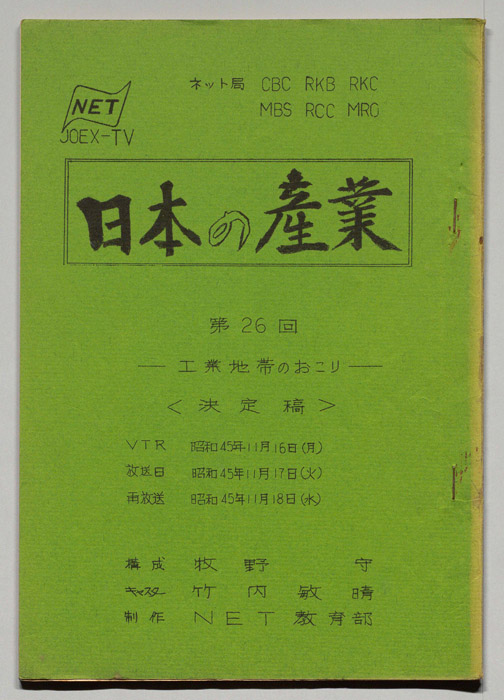 NET
JOEX-TV
ネット局 CBC RKB RKC
MBS RCC MRO
日本の産業
第26回
── 工業地帯のおこり ──
〈決定稿〉
VTR 昭和45年11月16日(月)
放送日 昭和45年11月17日(火)
再放送 昭和45年11月18日(水)
構成 牧野 守
キャスター 竹内敏晴
制作 NET教育部